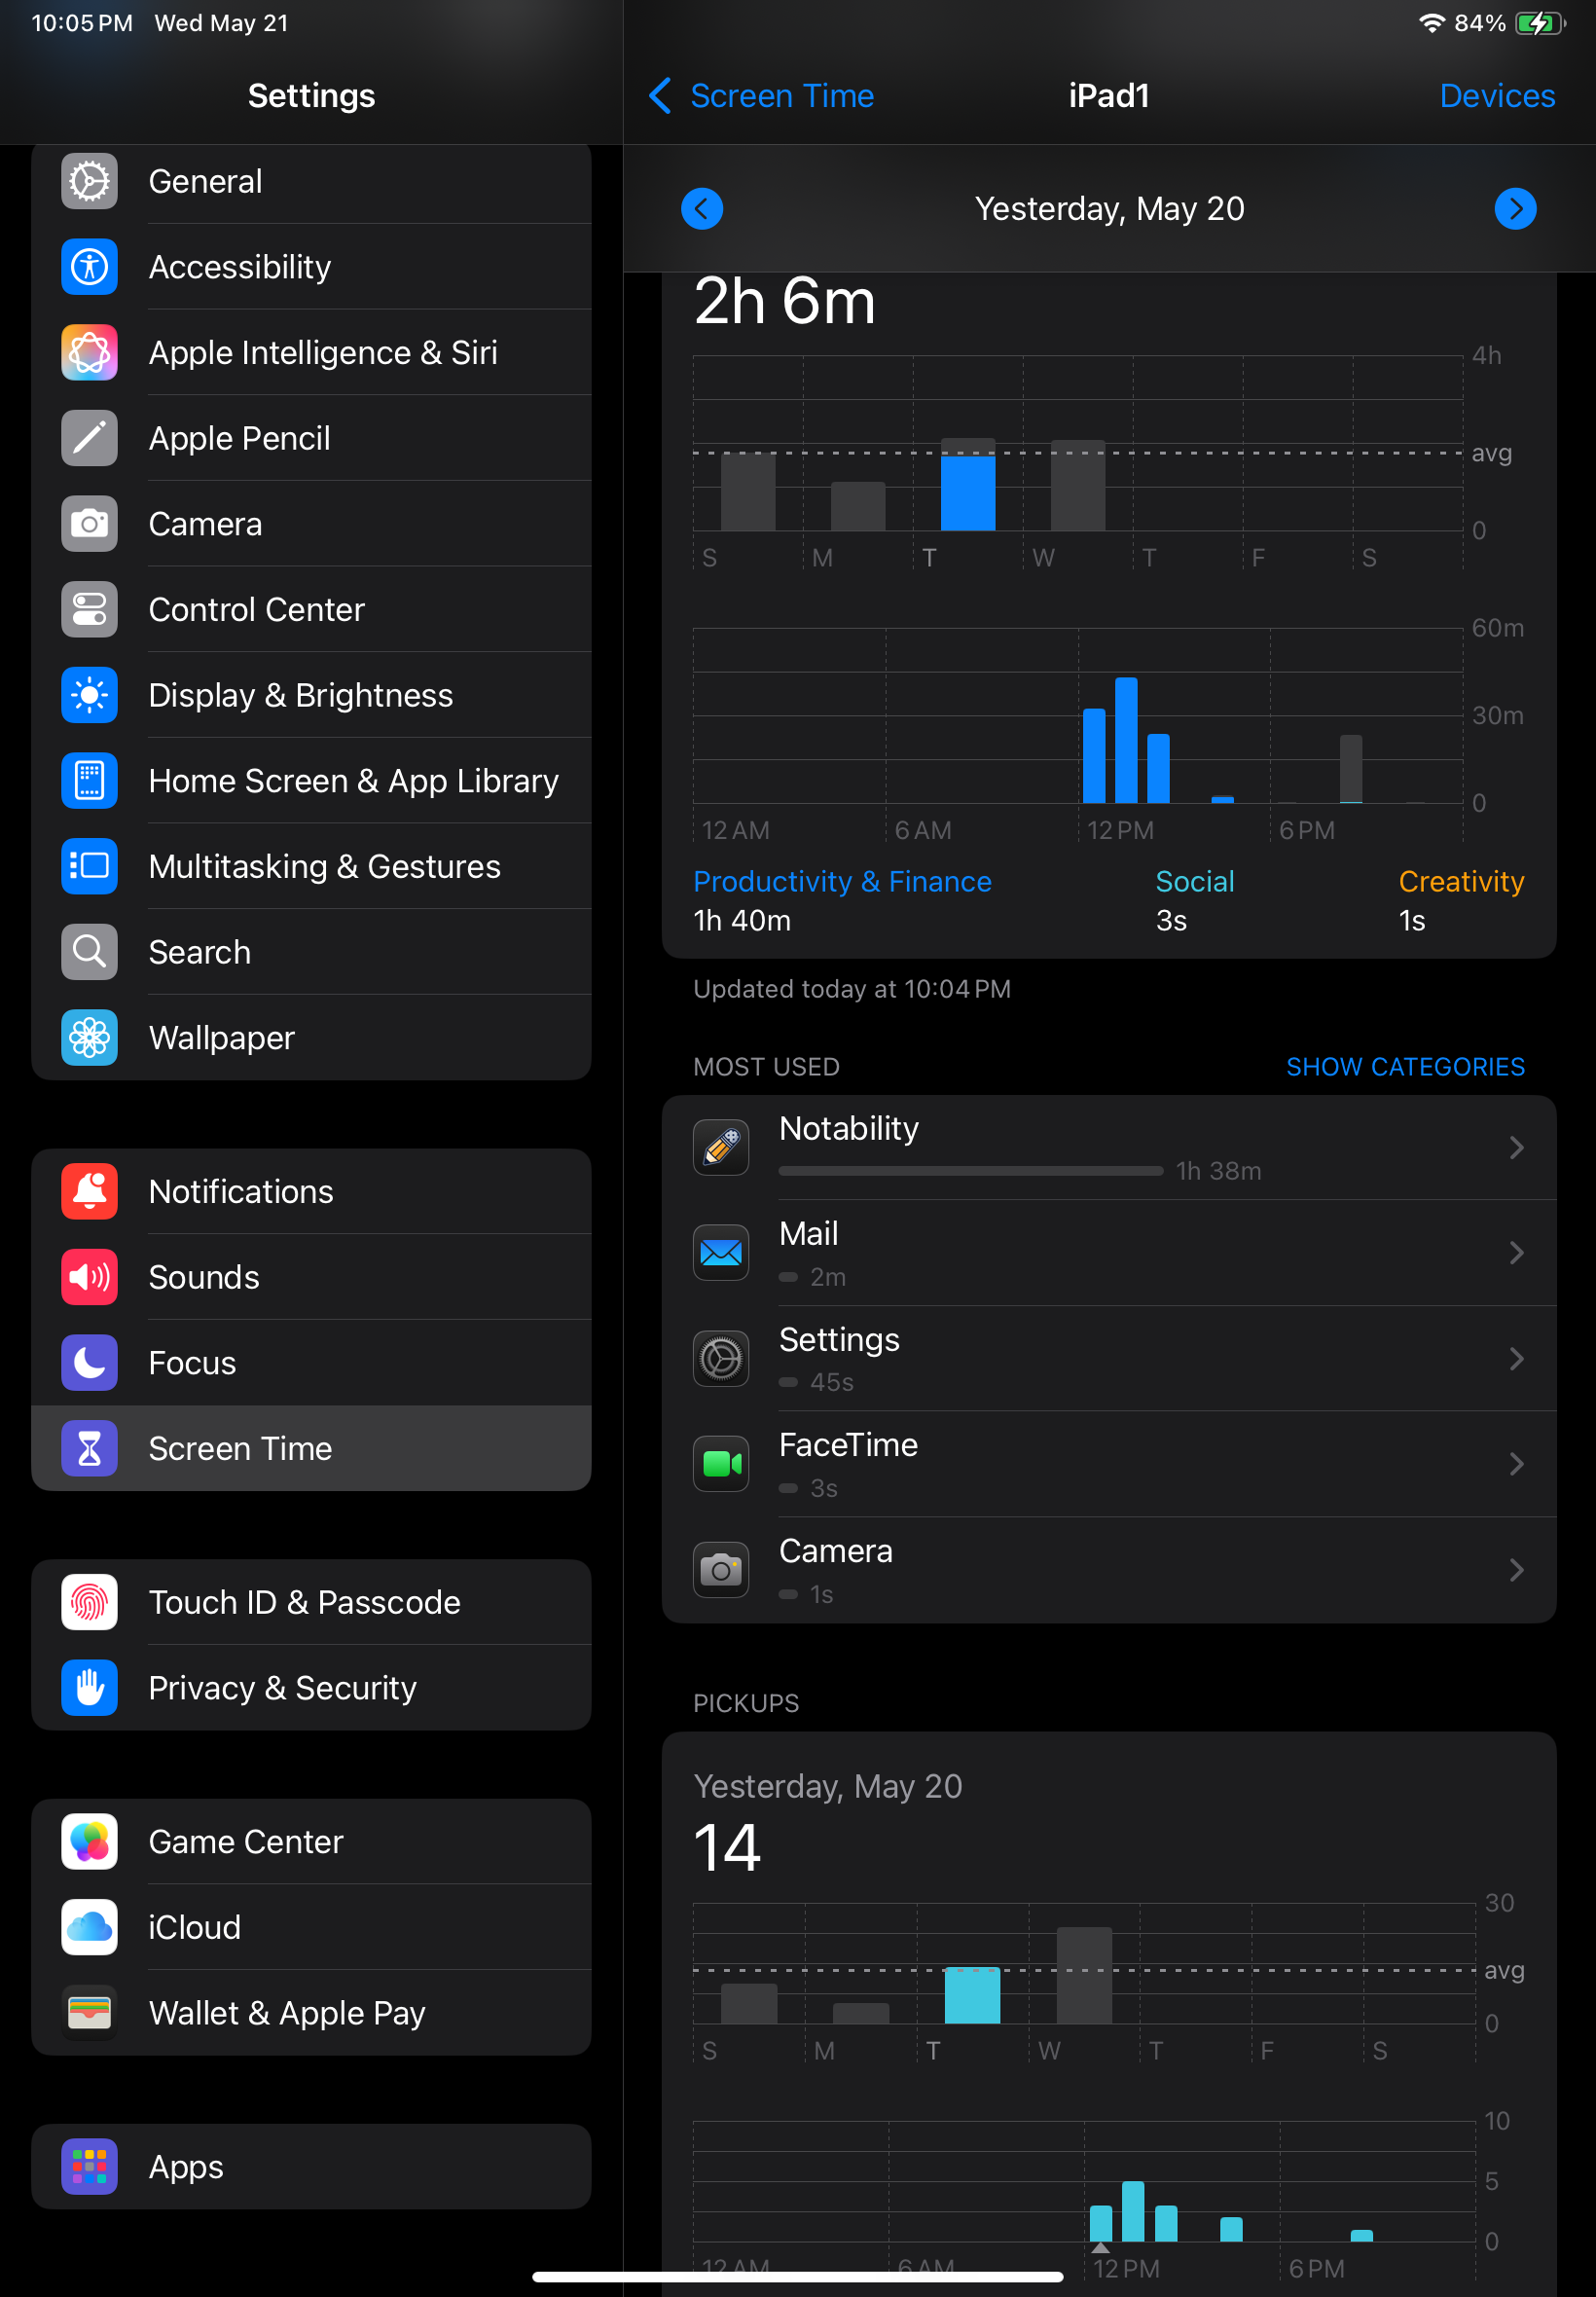 10:05 PM Wed May 21
84%
Settings
General
Accessibility
Apple Intelligence & Siri
Apple Pencil
Camera
Control Center
Display & Brightness
Home Screen & App Library
Multitasking & Gestures
Search
Wallpaper
Notifications
Sounds
Focus
Screen Time
Touch ID & Passcode
Privacy & Security
Game Center
iCloud
Wallet & Apple Pay
Apps
Screen Time
iPad1
Devices
Yesterday, May 20
2h 6m
4h
avg
0
S M T W T F S
60m
30m
0
12 AM 6 AM 12 PM 6 PM
Productivity & Finance Social Creativity
1h 40m 3s 1s
Updated today at 10:04 PM
MOST USED SHOW CATEGORIES
Notability
1h 38m
Mail
2m
Settings
45s
FaceTime
3s
Camera
1s
PICKUPS
Yesterday, May 20
14
30
avg
0
S M T W T F S
10
5
0
12 AM 6 AM 12 PM 6 PM